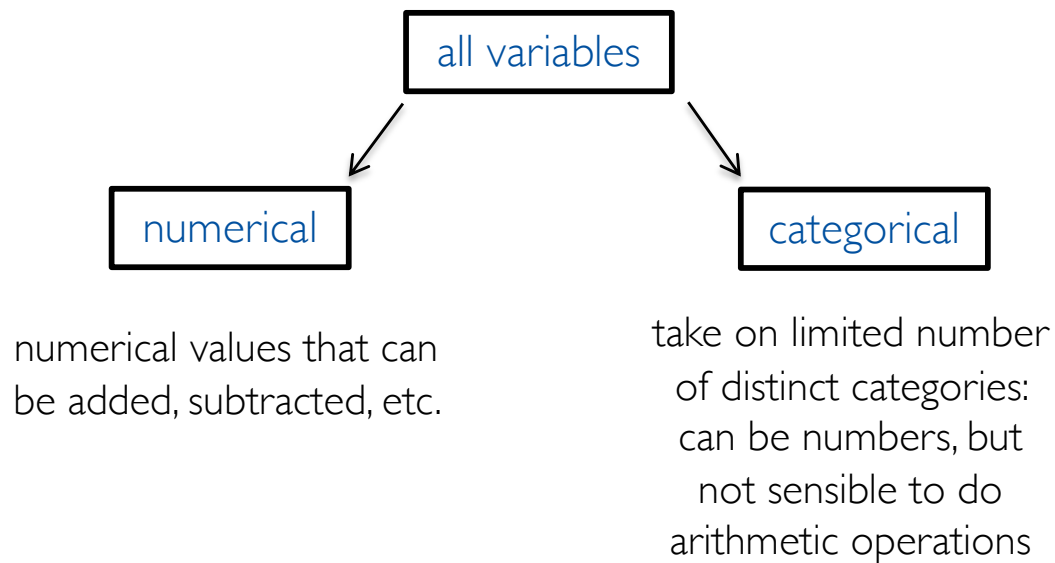 all variables
numerical
categorical
numerical values that can
be added, subtracted, etc.
take on limited number
of distinct categories:
can be numbers, but
not sensible to do
arithmetic operations